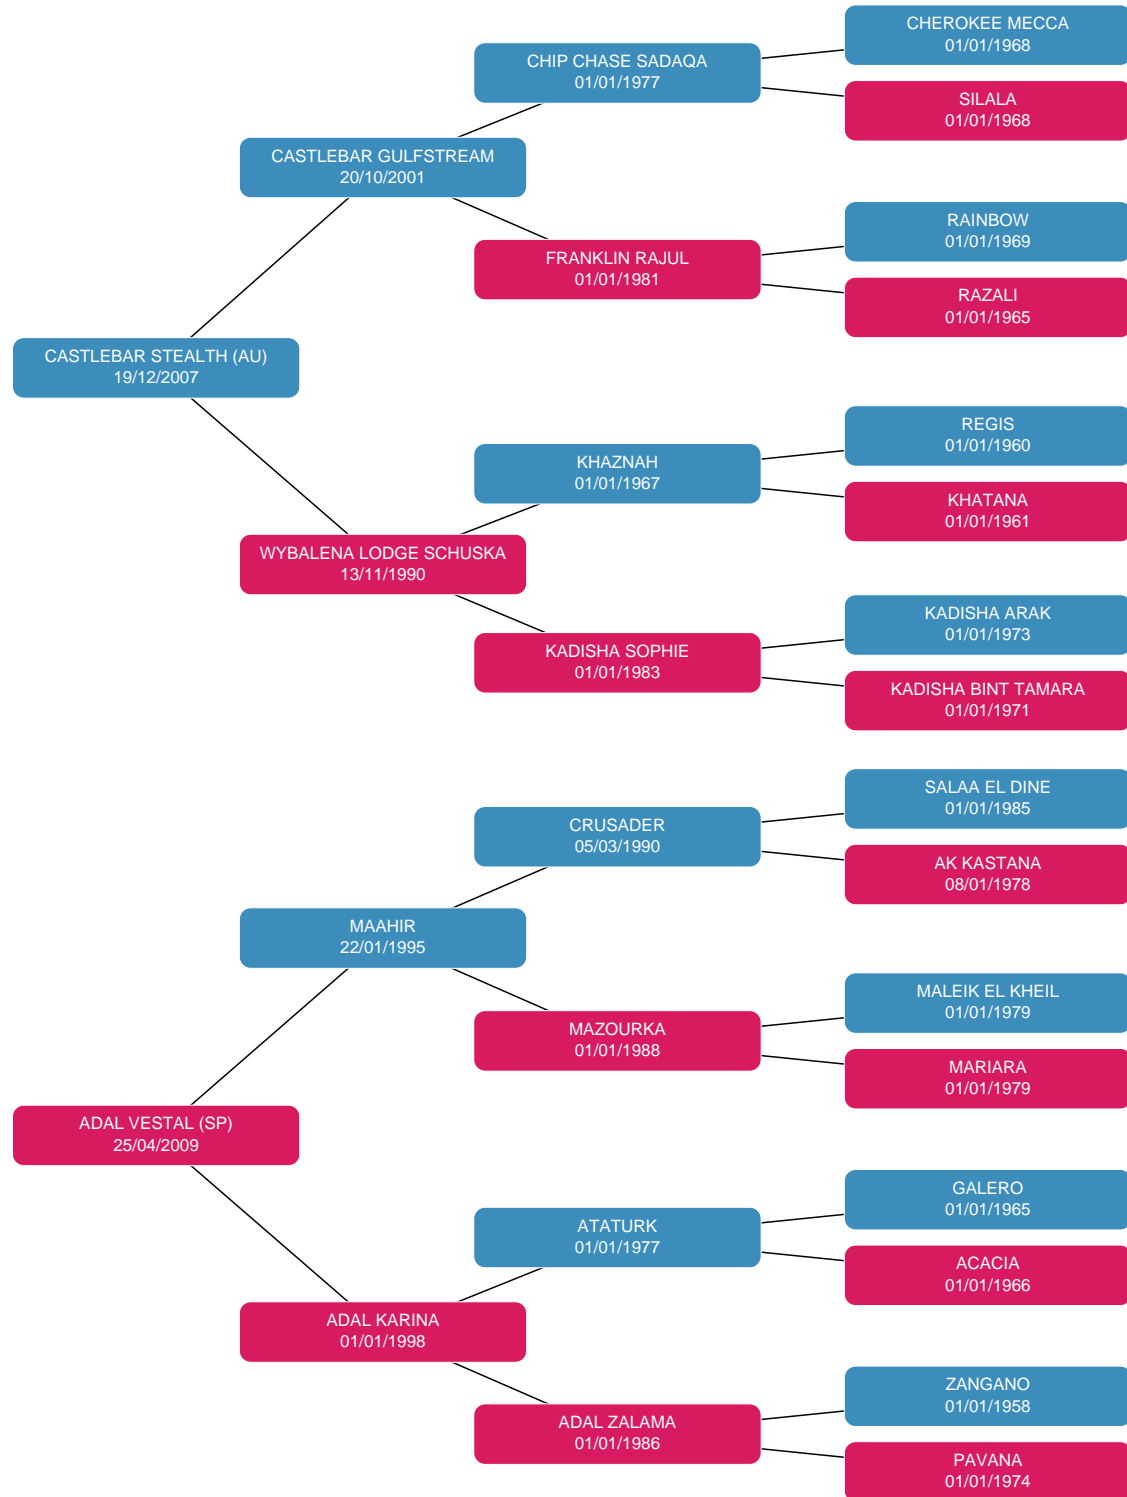 CHEROKEE MECCA
01/01/1968
CHIP CHASE SADAQA
01/01/1977
SILALA
01/01/1968
CASTLEBAR GULFSTREAM
20/10/2001
RAINBOW
01/01/1969
FRANKLIN RAJUL
01/01/1981
RAZALI
01/01/1965
CASTLEBAR STEALTH (AU)
19/12/2007
REGIS
01/01/1960
KHAZNAH
01/01/1967
KHATANA
01/01/1961
WYBALENA LODGE SCHUSKA
13/11/1990
KADISHA ARAK
01/01/1973
KADISHA SOPHIE
01/01/1983
KADISHA BINT TAMARA
01/01/1971
SALAA EL DINE
01/01/1985
CRUSADER
05/03/1990
AK KASTANA
08/01/1978
MAAHIR
22/01/1995
MALEIK EL KHEIL
01/01/1979
MAZOURKA
01/01/1988
MARIARA
01/01/1979
ADAL VESTAL (SP)
25/04/2009
GALERO
01/01/1965
ATATURK
01/01/1977
ACACIA
01/01/1966
ADAL KARINA
01/01/1998
ZANGANO
01/01/1958
ADAL ZALAMA
01/01/1986
PAVANA
01/01/1974